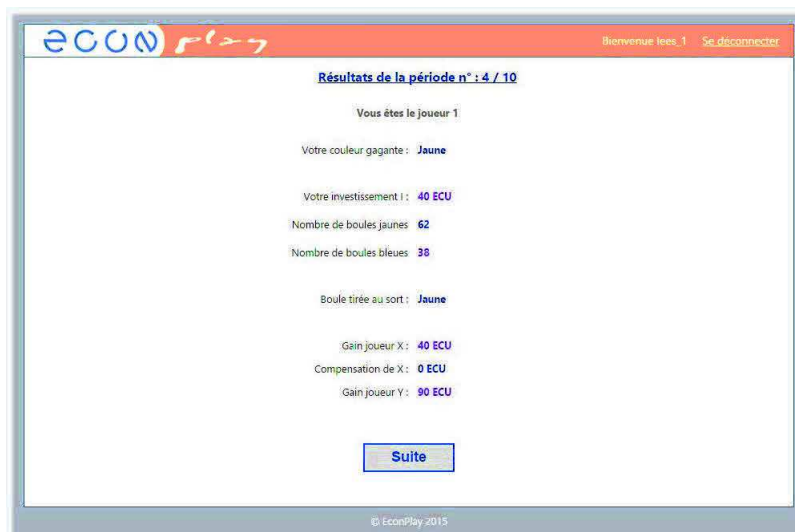 econ play
Bienvenue lees_1 Se déconnecter
Résultats de la période n° : 4 / 10
Vous êtes le joueur 1
Votre couleur gagante : Jaune
Votre investissement I : 40 ECU
Nombre de boules jaunes 62
Nombre de boules bleues 38
Boule tirée au sort : Jaune
Gain joueur X : 40 ECU
Compensation de X : 0 ECU
Gain joueur Y : 90 ECU
Suite
© EconPlay 2015